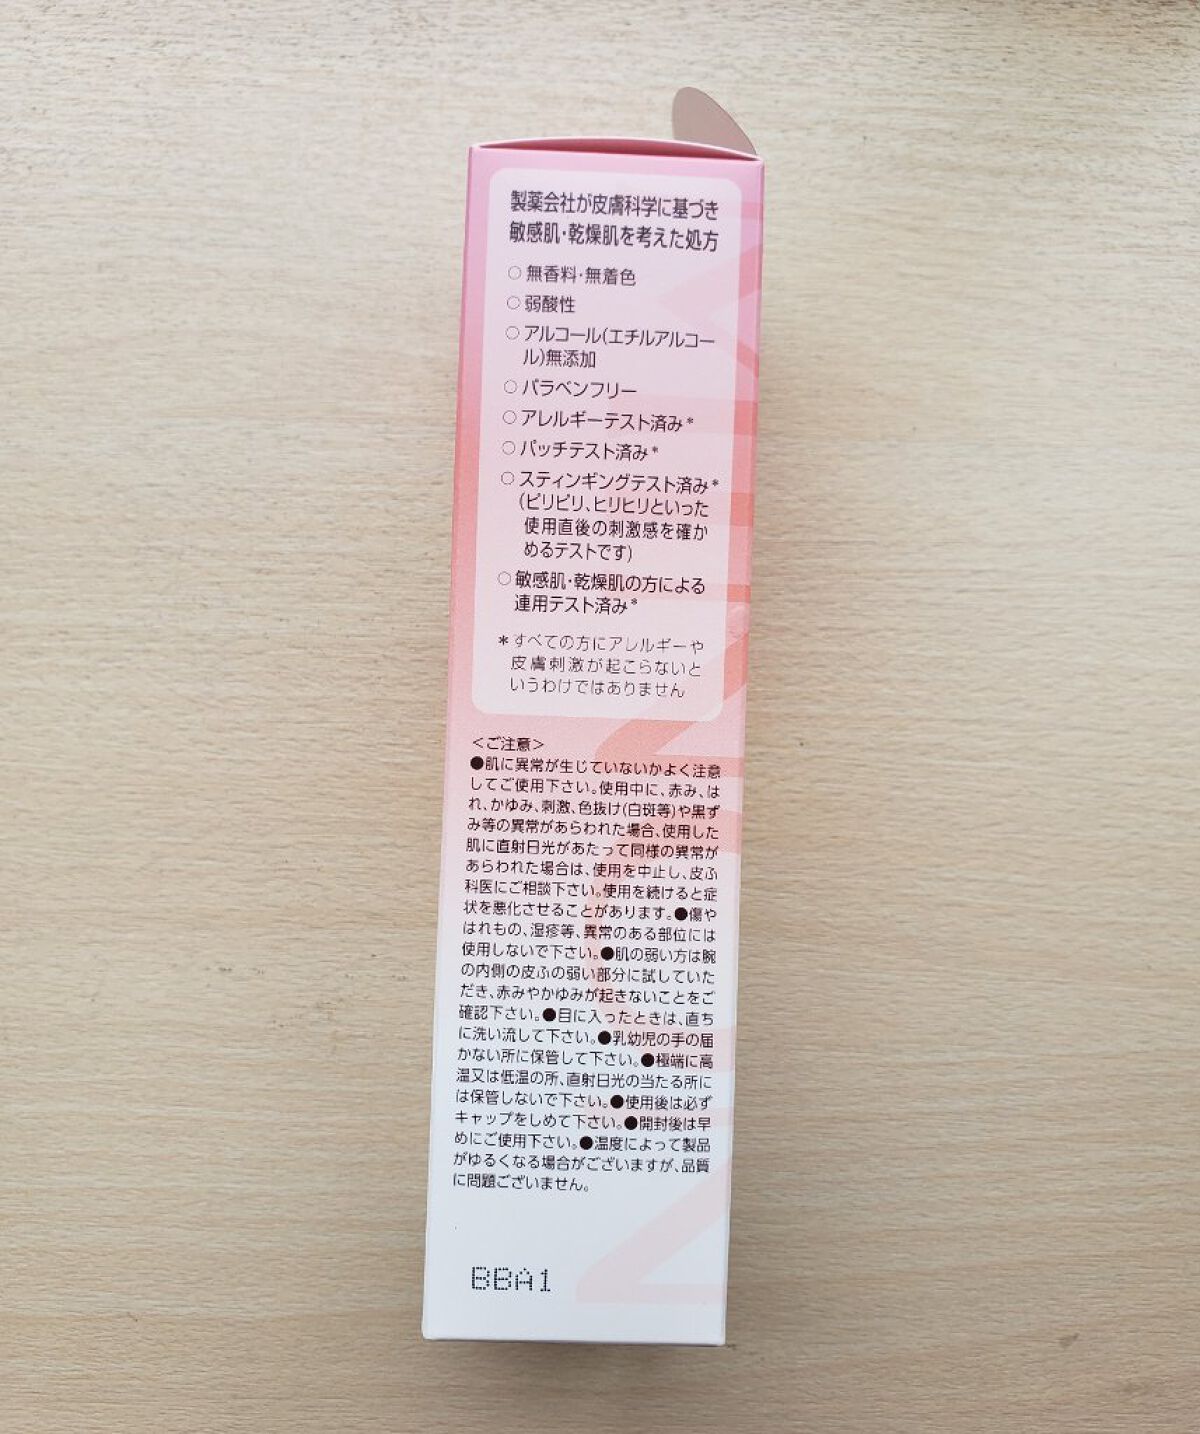 製薬会社が皮膚科学に基づき
敏感肌・乾燥肌を考えた処方
○無香料・無着色
○弱酸性
○アルコール(エチルアルコー
ル)無添加
○パラベンフリー
○アレルギーテスト済み*
○パッチテスト済み*
○スティンギングテスト済み*
(ピリピリ、ヒリヒリといった
使用直後の刺激感を確か
めるテストです)
○敏感肌・乾燥肌の方による
連用テスト済み*
*すべての方にアレルギーや
皮膚刺激が起こらないと
いうわけではありません
<ご注意>
●肌に異常が生じていないかよく注意
してご使用下さい。使用中に、赤み、は
れ、かゆみ、刺激、色抜け(白斑等)や黒ず
み等の異常があらわれた場合、使用した
肌に直射日光があたって同様の異常が
あらわれた場合は、使用を中止し、皮ふ
科医にご相談下さい。使用を続けると症
状を悪化させることがあります。●傷や
はれもの、湿疹等、異常のある部位には
使用しないで下さい。●肌の弱い方は腕
の内側の皮ふの弱い部分に試していた
だき、赤みやかゆみが起きないことをご
確認下さい。●目に入ったときは、直ち
に洗い流して下さい。●乳幼児の手の届
かない所に保管して下さい。●極端に高
温又は低温の所、直射日光の当たる所に
は保管しないで下さい。●使用後は必ず
キャップをしめて下さい。●開封後は早
めにご使用下さい。●温度によって製品
がゆるくなる場合がございますが、品質
に問題ございません。
BBA1